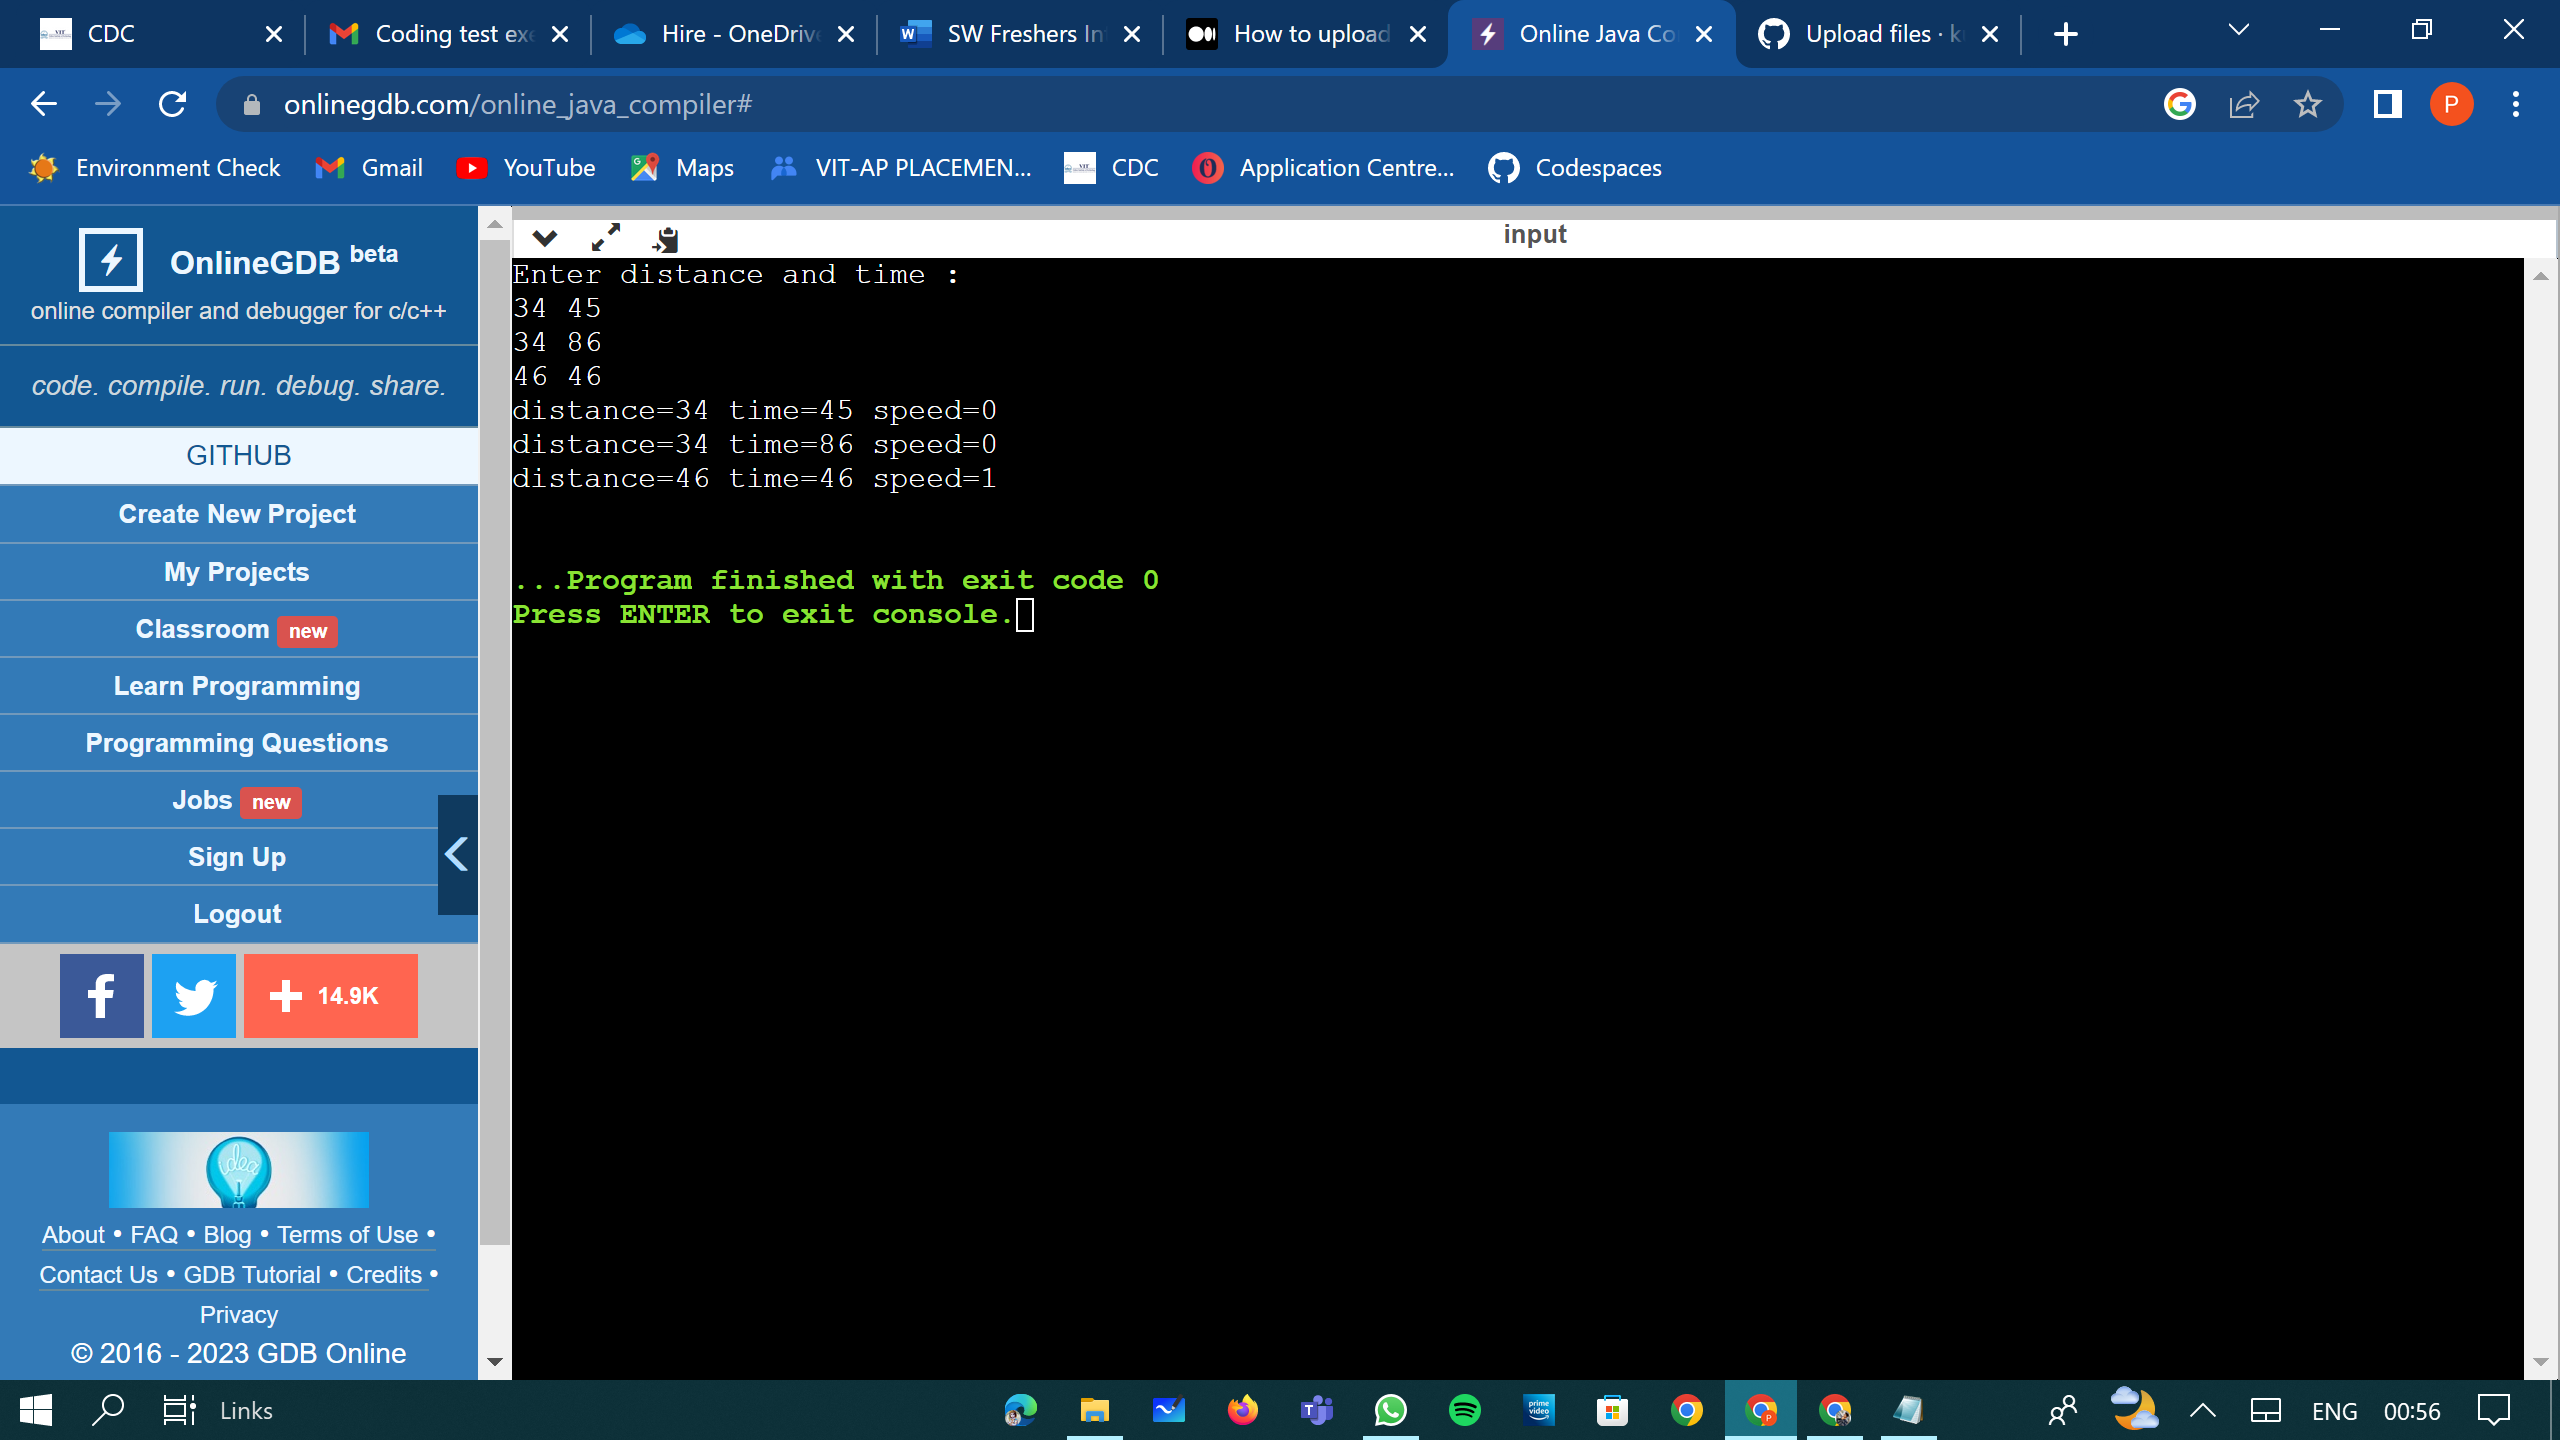 CDC
Coding test exe
Hire - OneDrive
SW Freshers Int
How to upload
Online Java Co
Upload files · k
onlinegdb.com/online_java_compiler#
P
Environment Check
Gmail
YouTube
Maps
VIT-AP PLACEMEN...
CDC
Application Centre...
Codespaces
OnlineGDB beta
online compiler and debugger for c/c++
code. compile. run. debug. share.
GITHUB
Create New Project
My Projects
Classroom new
Learn Programming
Programming Questions
Jobs new
Sign Up
Logout
14.9K
idea
About • FAQ • Blog • Terms of Use •
Contact Us • GDB Tutorial • Credits •
Privacy
© 2016 - 2023 GDB Online
input
Enter distance and time :
34 45
34 86
46 46
distance=34 time=45 speed=0
distance=34 time=86 speed=0
distance=46 time=46 speed=1
...Program finished with exit code 0
Press ENTER to exit console.
Links
prime video
ENG
00:56